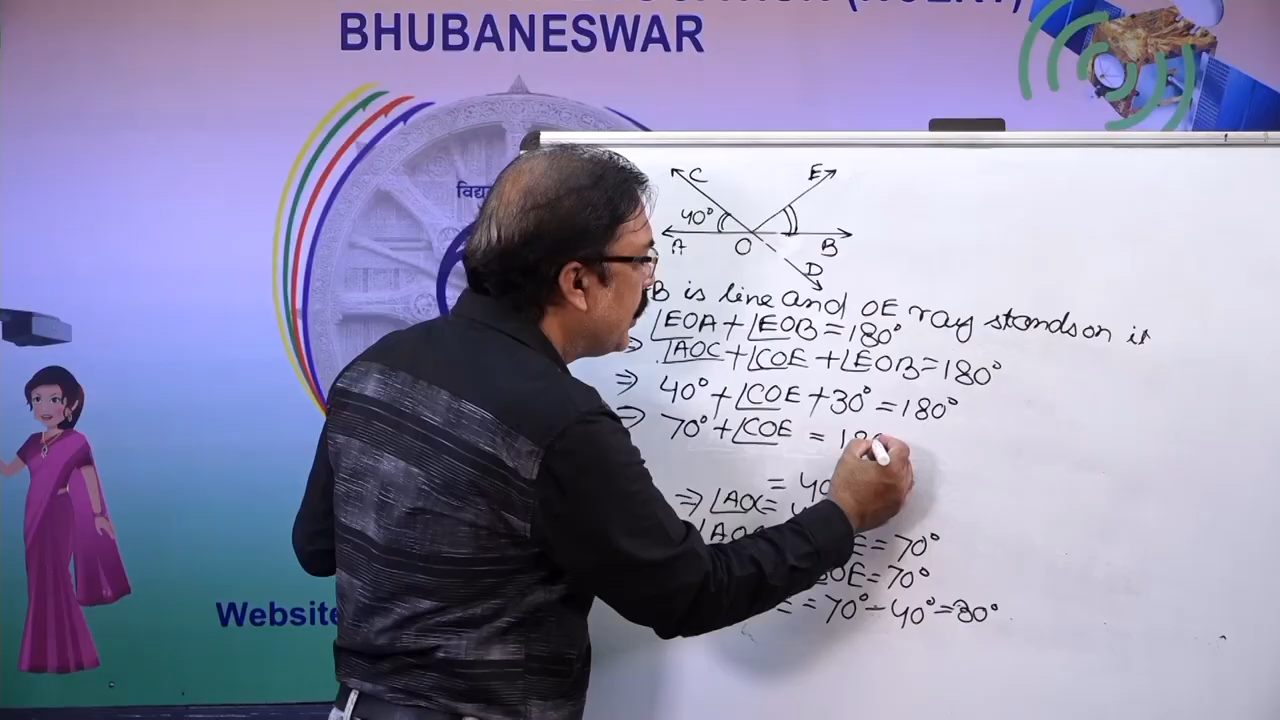 BHUBANESWAR
विद्य
C
E
40°
A
O
B
D
B is line and OE ray stands on it
∠EOA + ∠EOB = 180°
⇒ ∠AOC + ∠COE + ∠EOB = 180°
⇒ 40° + ∠COE + 30° = 180°
⇒ 70° + ∠COE = 18
= 40
⇒ ∠AOC =
E = 70°
OE = 70°
E = 70° - 40° = 30°
Website